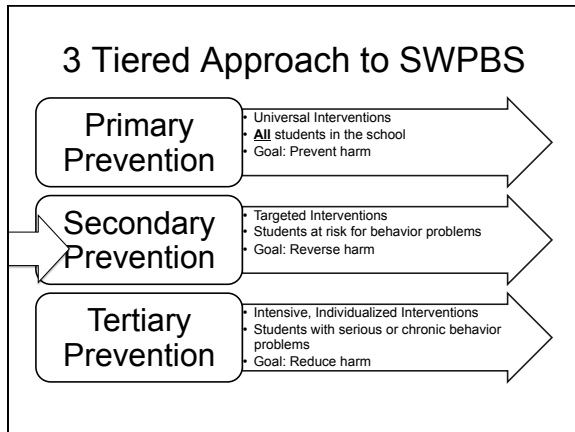 3 Tiered Approach to SWPBS
Primary
Prevention
• Universal Interventions
• All students in the school
• Goal: Prevent harm
Secondary
Prevention
• Targeted Interventions
• Students at risk for behavior problems
• Goal: Reverse harm
Tertiary
Prevention
• Intensive, Individualized Interventions
• Students with serious or chronic behavior
problems
• Goal: Reduce harm